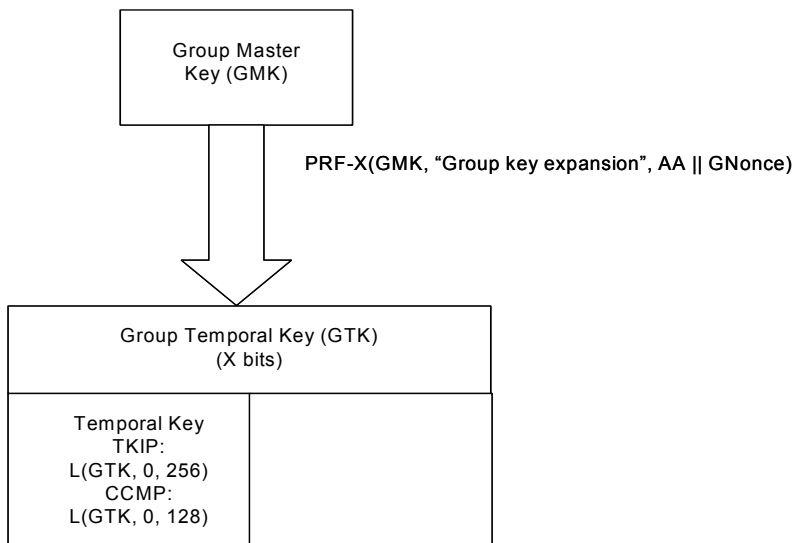 Group Master
Key (GMK)
PRF-X(GMK, “Group key expansion”, AA || GNonce)
Group Temporal Key (GTK)
(X bits)
Temporal Key
TKIP:
L(GTK, 0, 256)
CCMP:
L(GTK, 0, 128)